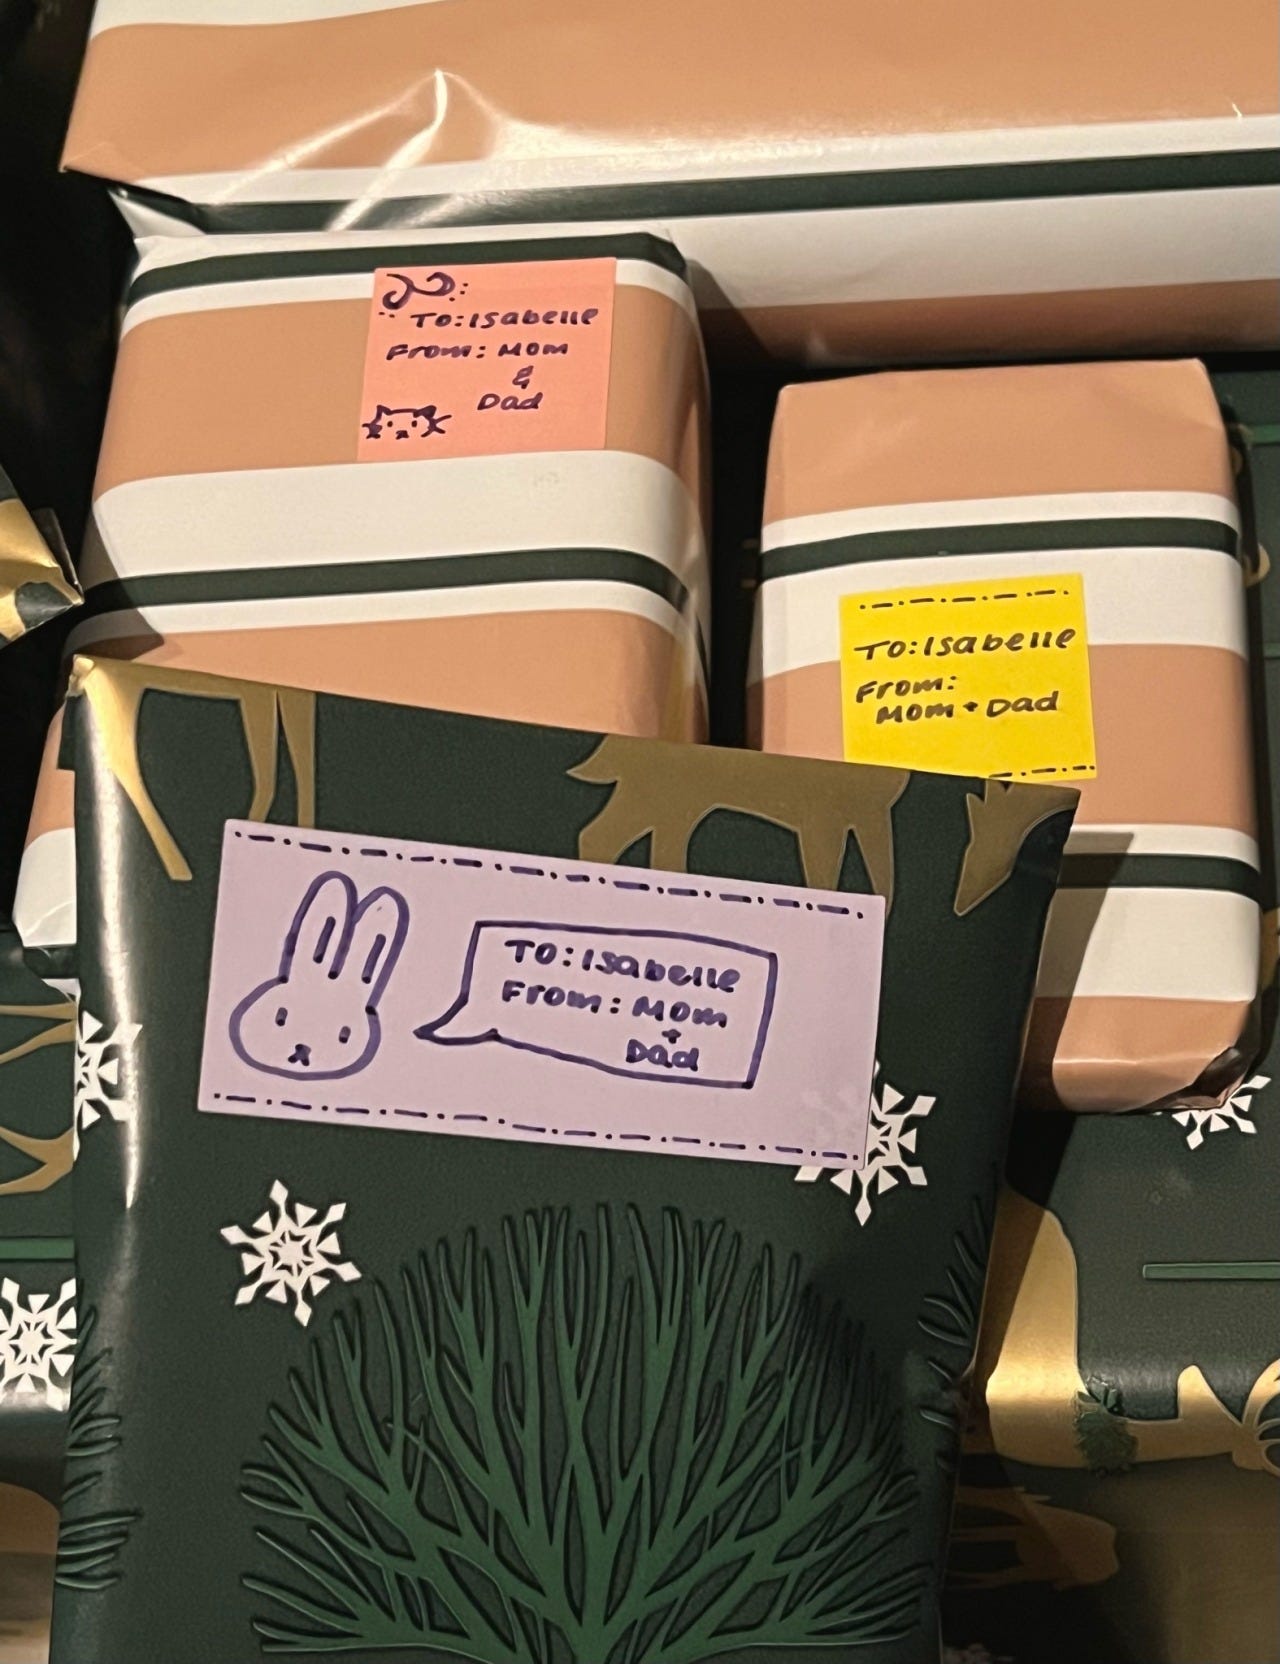 To: Isabelle
From: Mom
&
Dad
To: Isabelle
From:
Mom + Dad
To: Isabelle
From: Mom
+
Dad